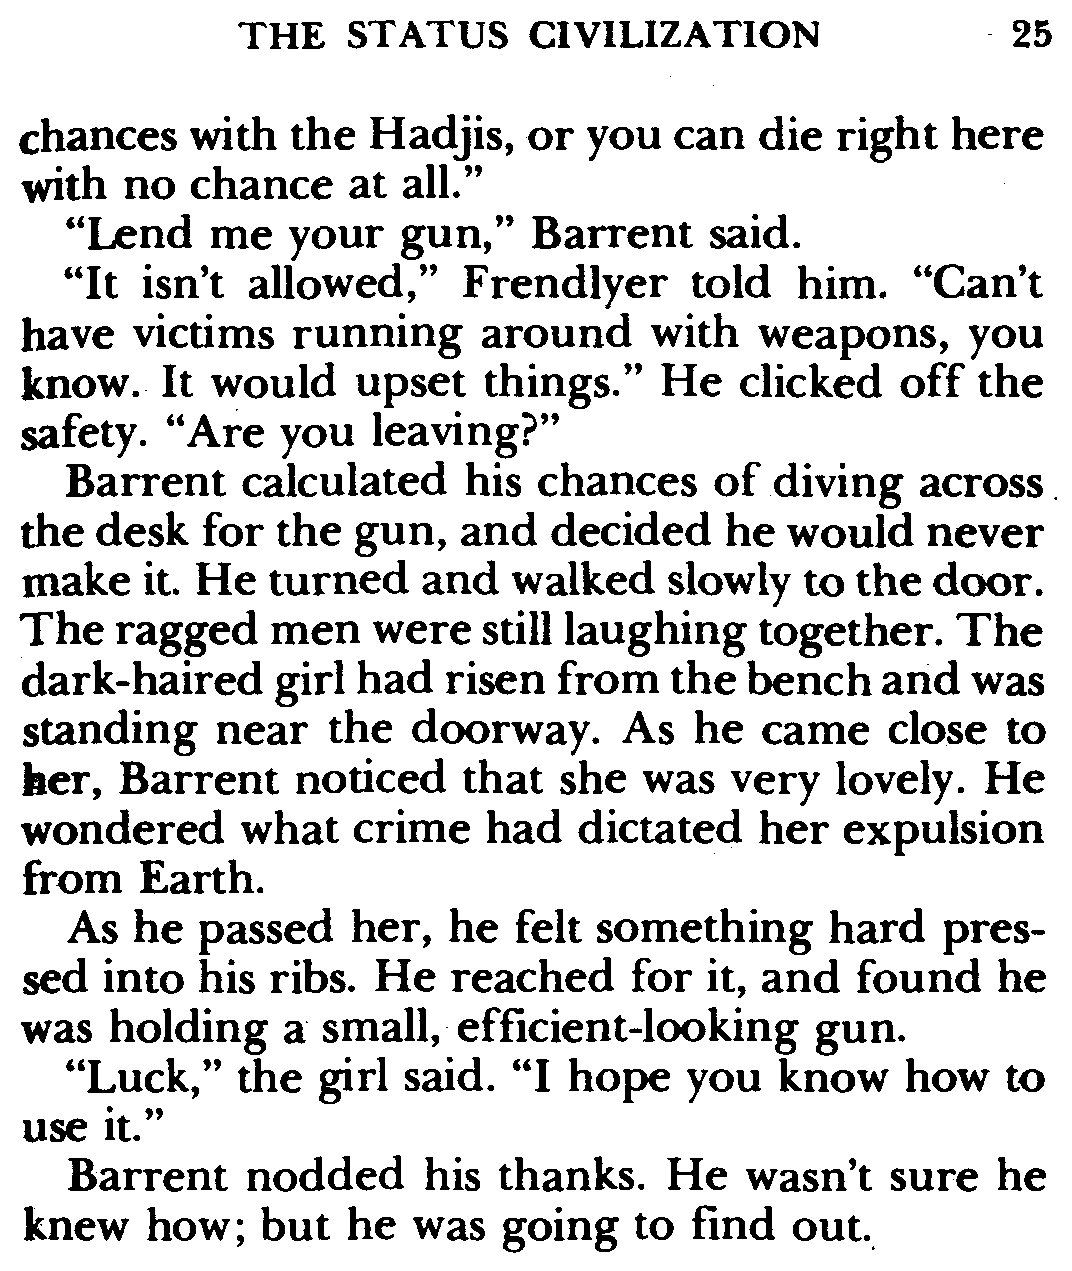 THE STATUS CIVILIZATION 25
chances with the Hadjis, or you can die right here
with no chance at all.”
“Lend me your gun,” Barrent said.
“It isn't allowed,” Frendlyer told him. “Can't
have victims running around with weapons, you
know. It would upset things.” He clicked off the
safety. “Are you leaving?”
Barrent calculated his chances of diving across
the desk for the gun, and decided he would never
make it. He turned and walked slowly to the door.
The ragged men were still laughing together. The
dark-haired girl had risen from the bench and was
standing near the doorway. As he came close to
her, Barrent noticed that she was very lovely. He
wondered what crime had dictated her expulsion
from Earth.
As he passed her, he felt something hard pres-
sed into his ribs. He reached for it, and found he
was holding a small, efficient-looking gun.
“Luck,” the girl said. “I hope you know how to
use it.”
Barrent nodded his thanks. He wasn't sure he
knew how; but he was going to find out.